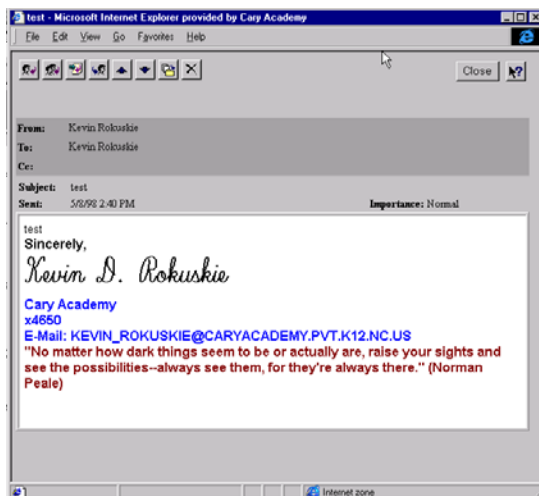 test - Microsoft Internet Explorer provided by Cary Academy
File Edit View Go Favorites Help
Close
From: Kevin Rokuskie
To: Kevin Rokuskie
Cc:
Subject: test
Sent: 5/8/98 2:40 PM Importance: Normal
test
Sincerely,
Kevin D. Rokuskie
Cary Academy
x4650
E-Mail: KEVIN_ROKUSKIE@CARYACADEMY.PVT.K12.NC.US
"No matter how dark things seem to be or actually are, raise your sights and
see the possibilities--always see them, for they're always there." (Norman
Peale)
Internet zone